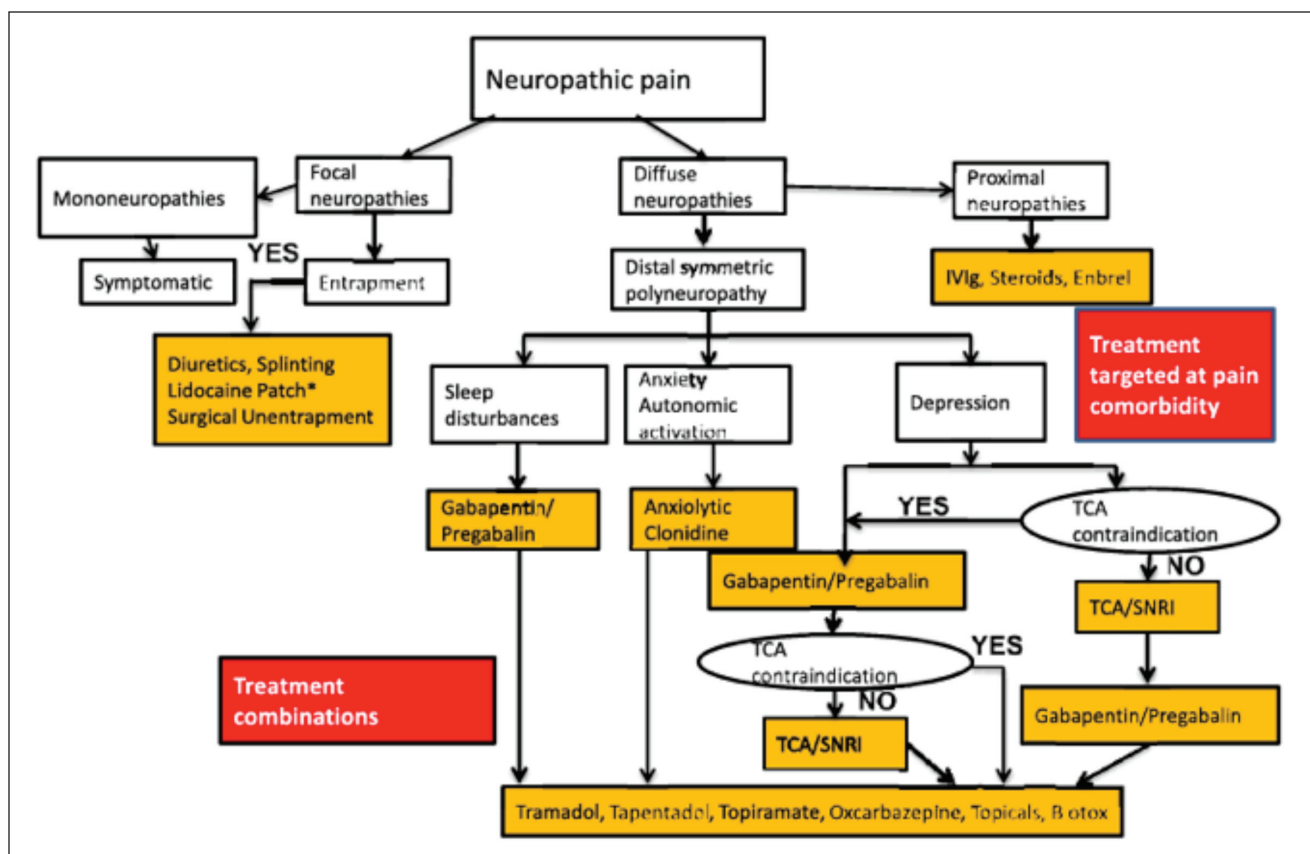 Neuropathic pain
Mononeuropathies
Focal
neuropathies
Diffuse
neuropathies
Proximal
neuropathies
YES
Symptomatic
Entrapment
Distal symmetric
polyneuropathy
IVIg, Steroids, Enbrel
Diuretics, Splinting
Lidocaine Patch*
Surgical Unentrapment
Sleep
disturbances
Anxiety
Autonomic
activation
Depression
Treatment
targeted at pain
comorbidity
Gabapentin/
Pregabalin
Anxiolytic
Clonidine
YES
TCA
contraindication
NO
Gabapentin/Pregabalin
TCA/SNRI
TCA
contraindication
YES
NO
Treatment
combinations
TCA/SNRI
Gabapentin/Pregabalin
Tramadol, Tapentadol, Topiramate, Oxcarbazepine, Topicals, Botox